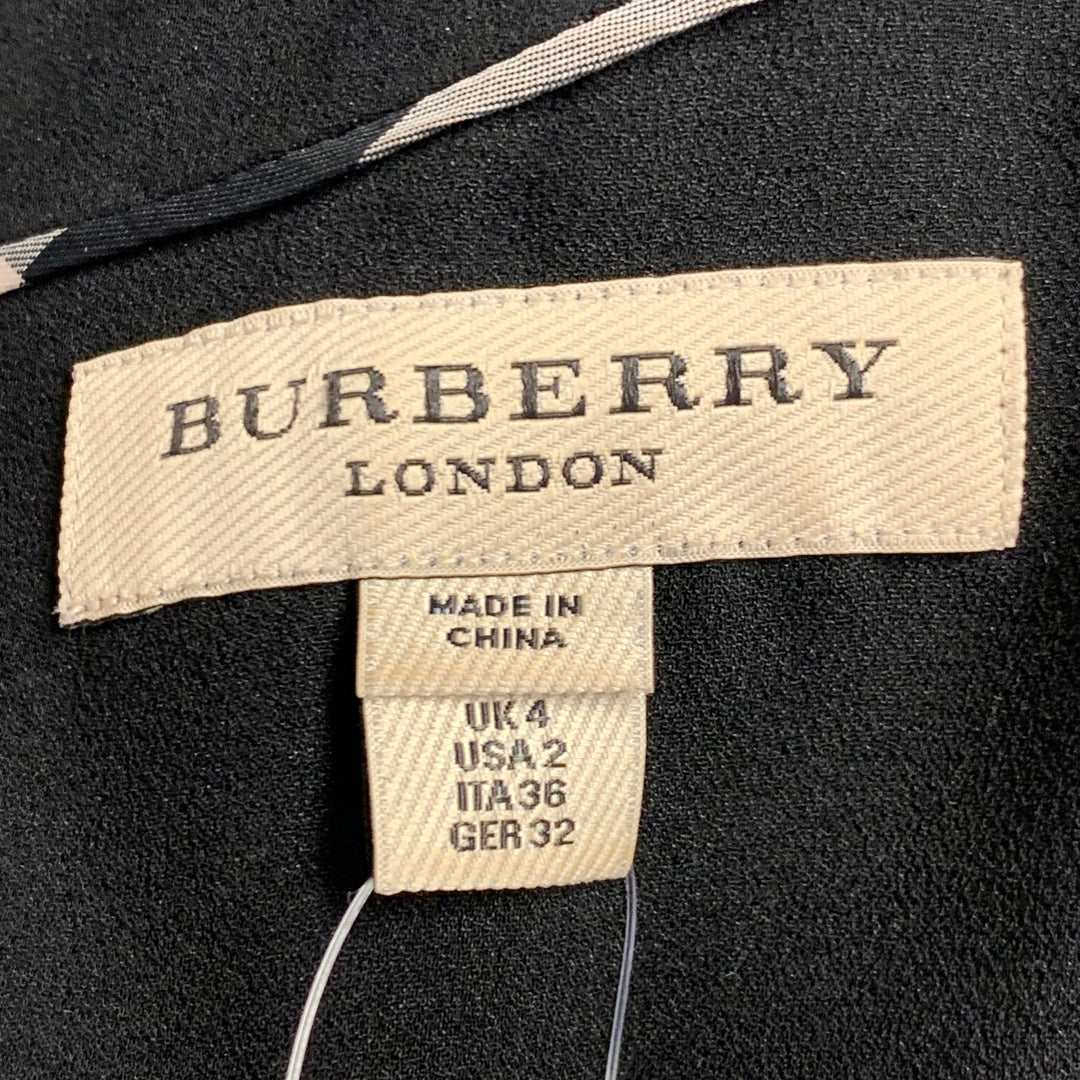 BURBERRY
LONDON
MADE IN
CHINA
UK 4
USA 2
ITA 36
GER 32